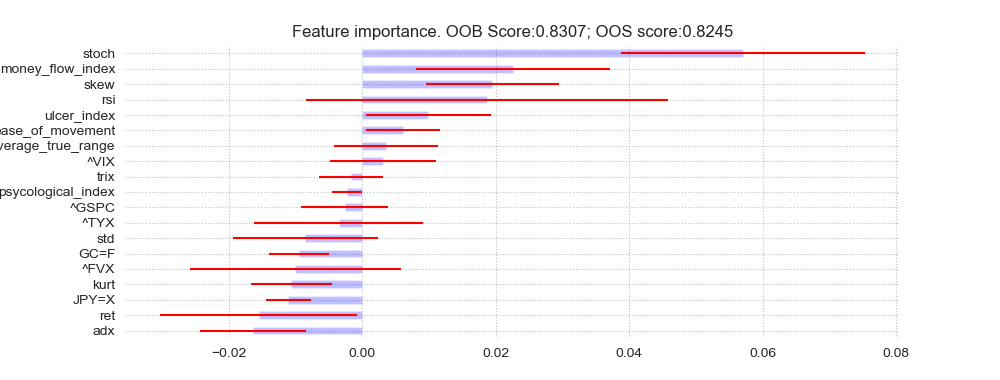 Feature importance. OOB Score:0.8307; OOS score:0.8245
stoch
money_flow_index
skew
rsi
ulcer_index
ease_of_movement
verage_true_range
^VIX
trix
psycological_index
^GSPC
^TYX
std
GC=F
^FVX
kurt
JPY=X
ret
adx
−0.02 0.00 0.02 0.04 0.06 0.08